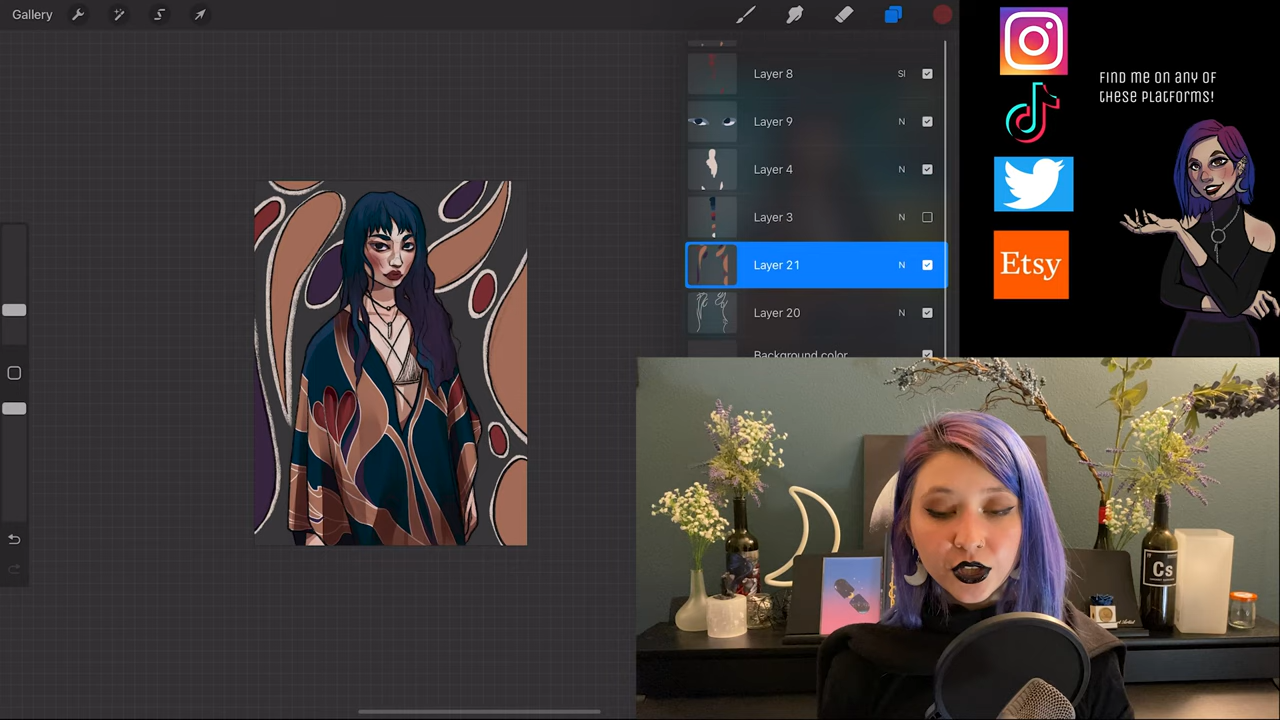 Gallery
Layer 8
SI
Layer 9
N
Layer 4
N
Layer 3
N
Layer 21
N
Layer 20
N
Background color
FIND ME ON ANY OF
THESE PLATFORMS!
Etsy
Cs